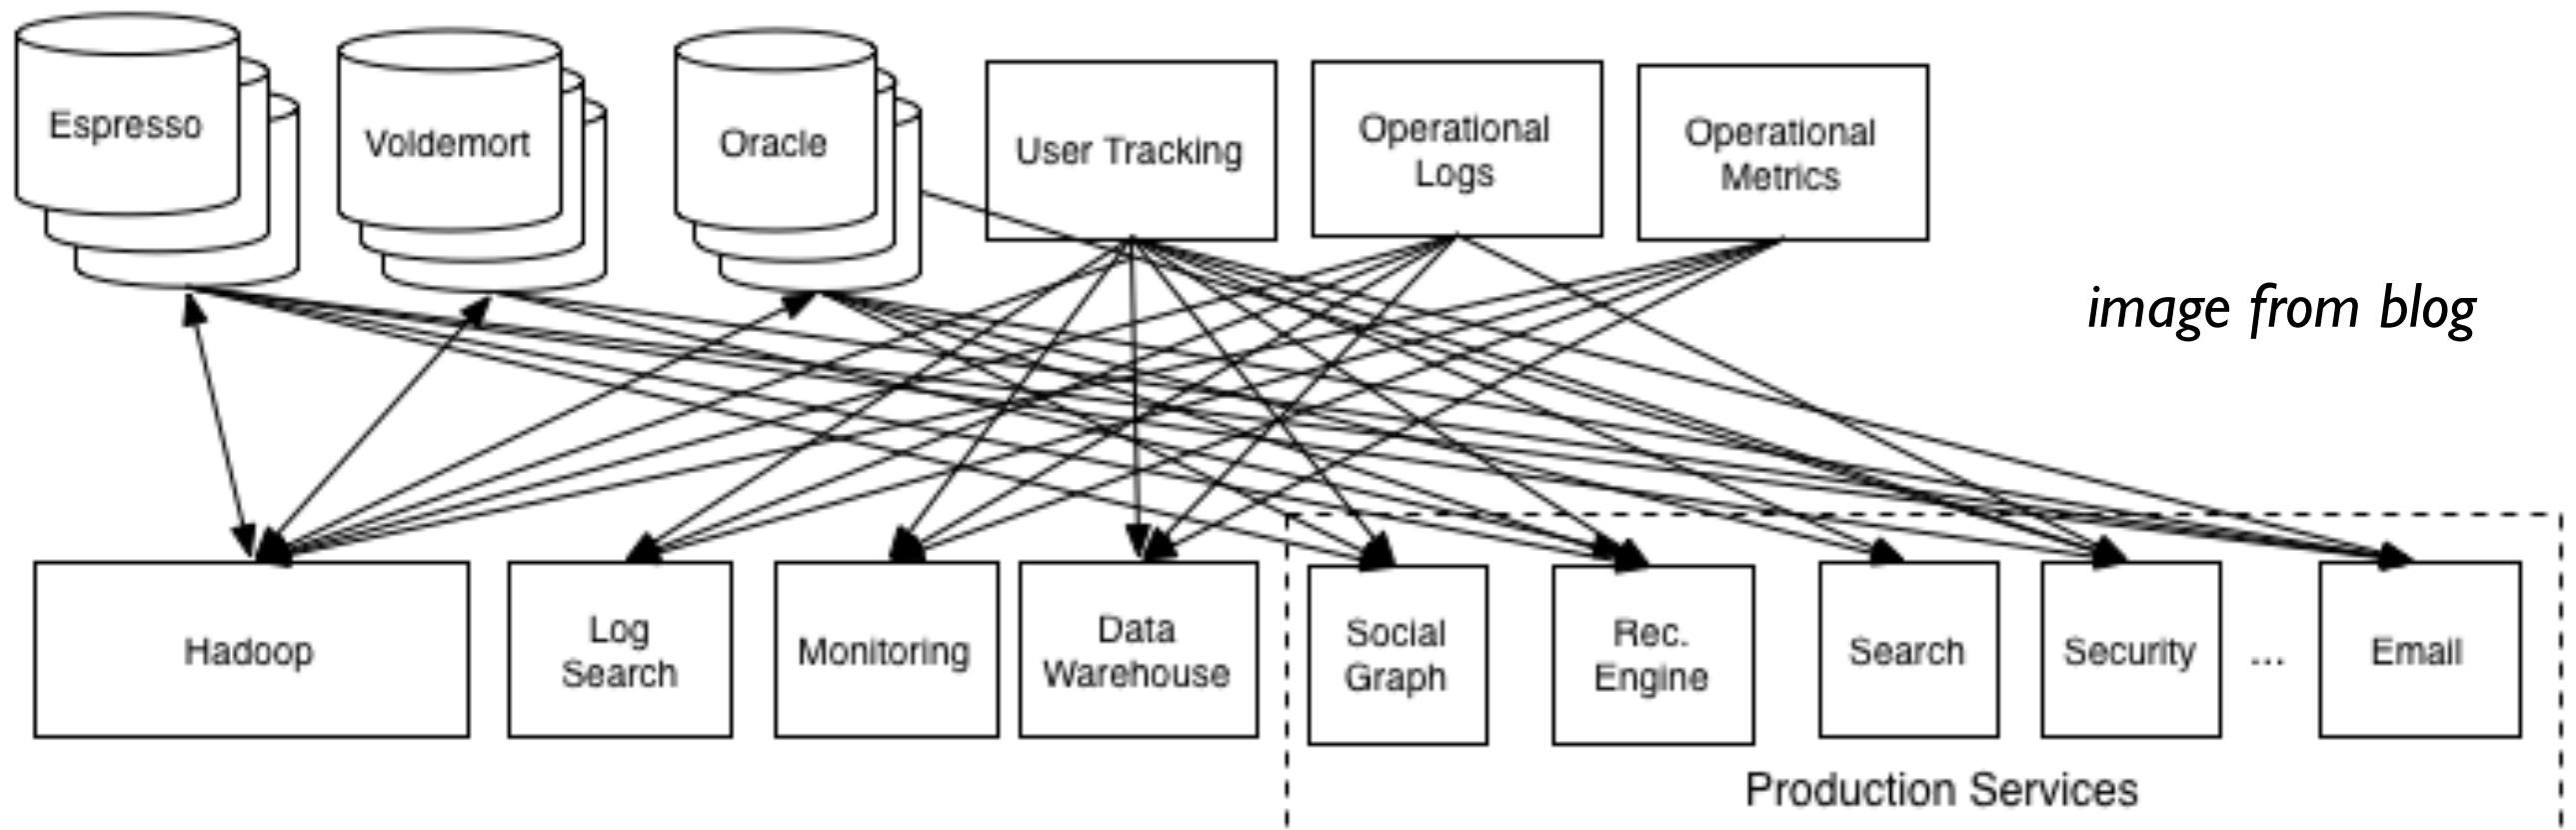 Espresso
Voldemort
Oracle
User Tracking
Operational
Logs
Operational
Metrics
image from blog
Hadoop
Log
Search
Monitoring
Data
Warehouse
Social
Graph
Rec.
Engine
Search
Security
...
Email
Production Services